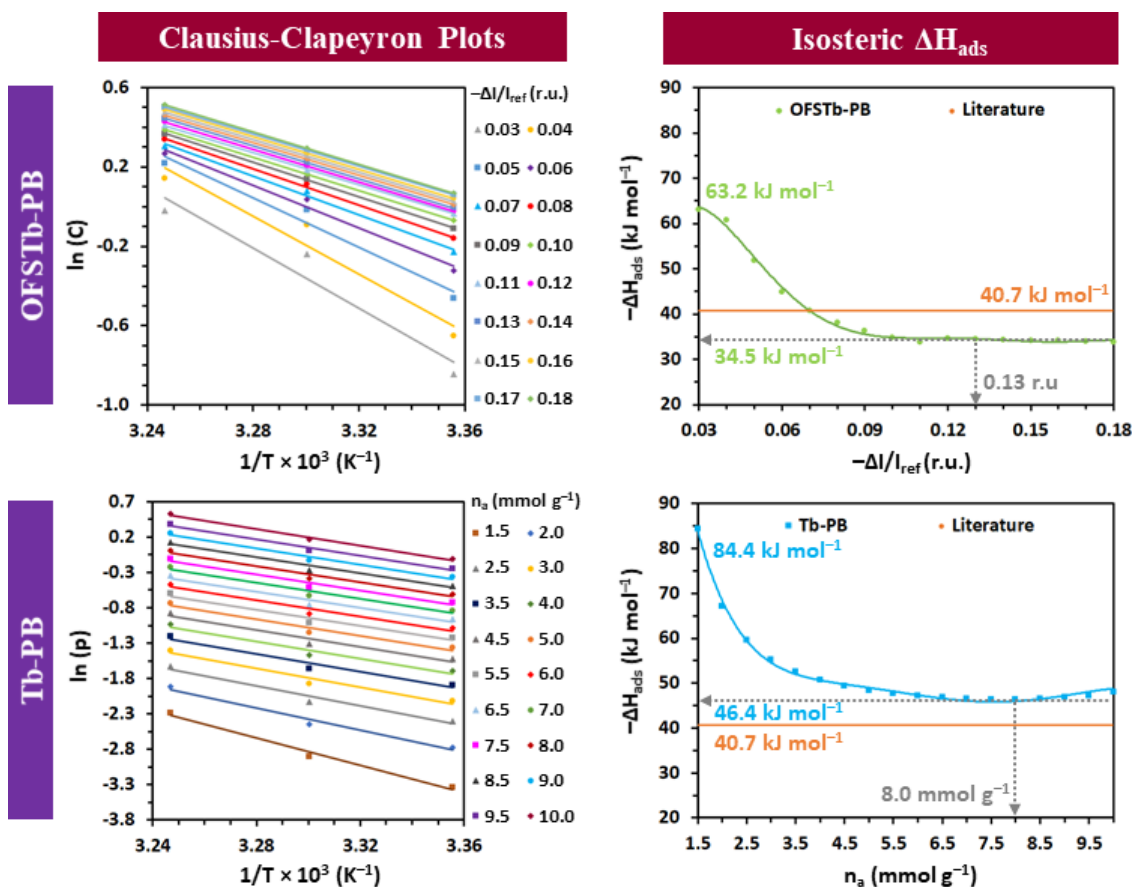 Clausius-Clapeyron Plots
Isosteric ΔHads
OFSTb-PB
ln (C)
0.6
0.2
-0.2
-0.6
-1.0
3.24 3.28 3.32 3.36
1/T × 10³ (K⁻¹)
−ΔI/Iref (r.u.)
0.03 0.04
0.05 0.06
0.07 0.08
0.09 0.10
0.11 0.12
0.13 0.14
0.15 0.16
0.17 0.18
−ΔHads (kJ mol⁻¹)
90
80
70
60
50
40
30
20
OFSTb-PB Literature
63.2 kJ mol⁻¹
40.7 kJ mol⁻¹
34.5 kJ mol⁻¹
0.13 r.u
0.03 0.06 0.09 0.12 0.15 0.18
−ΔI/Iref (r.u.)
Tb-PB
ln (p)
0.7
0.2
-0.3
-0.8
-1.3
-1.8
-2.3
-2.8
-3.3
-3.8
3.24 3.28 3.32 3.36
1/T × 10³ (K⁻¹)
na (mmol g⁻¹)
1.5 2.0
2.5 3.0
3.5 4.0
4.5 5.0
5.5 6.0
6.5 7.0
7.5 8.0
8.5 9.0
9.5 10.0
−ΔHads (kJ mol⁻¹)
90
80
70
60
50
40
30
20
Tb-PB Literature
84.4 kJ mol⁻¹
46.4 kJ mol⁻¹
40.7 kJ mol⁻¹
8.0 mmol g⁻¹
1.5 2.5 3.5 4.5 5.5 6.5 7.5 8.5 9.5
na (mmol g⁻¹)